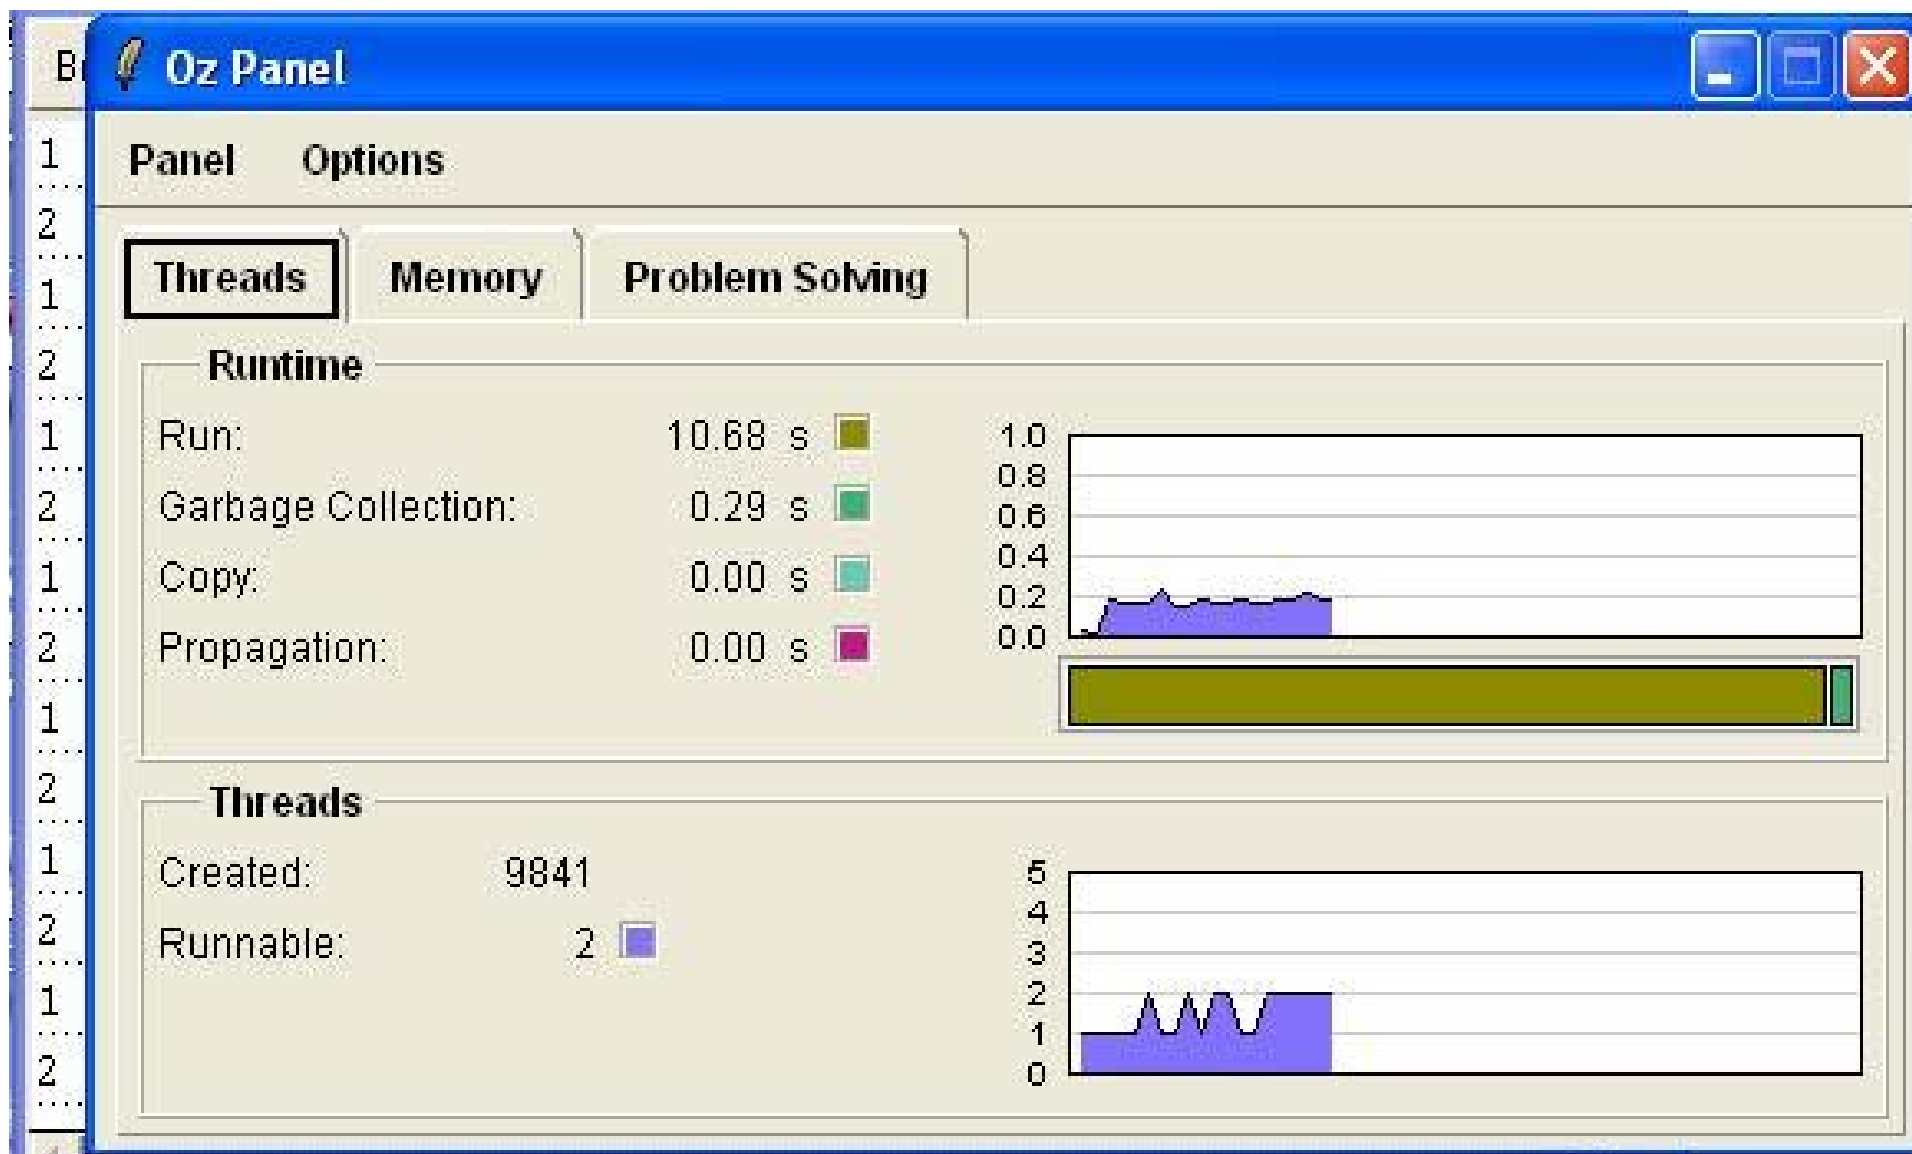 Oz Panel
Panel Options
Threads Memory Problem Solving
Runtime
Run: 10.68 s
Garbage Collection: 0.29 s
Copy: 0.00 s
Propagation: 0.00 s
1.0
0.8
0.6
0.4
0.2
0.0
Threads
Created: 9841
Runnable: 2
5
4
3
2
1
0
1
2
1
2
1
2
1
2
1
2
1
2
1
2